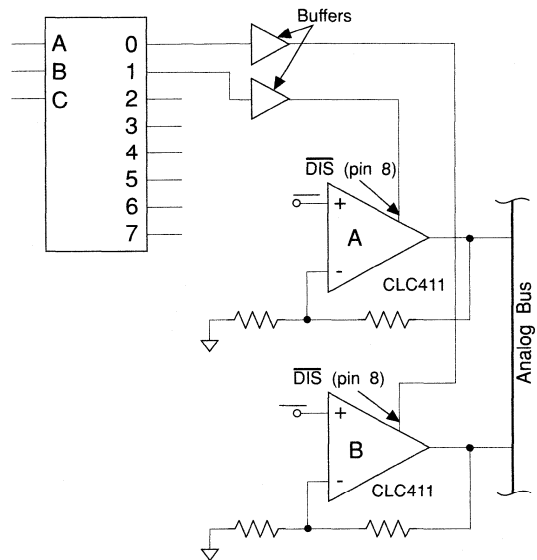 Buffers
A 0
B 1
C 2
3
4
5
6
7
DIS (pin 8)
+
A
-
CLC411
Analog Bus
DIS (pin 8)
+
B
-
CLC411